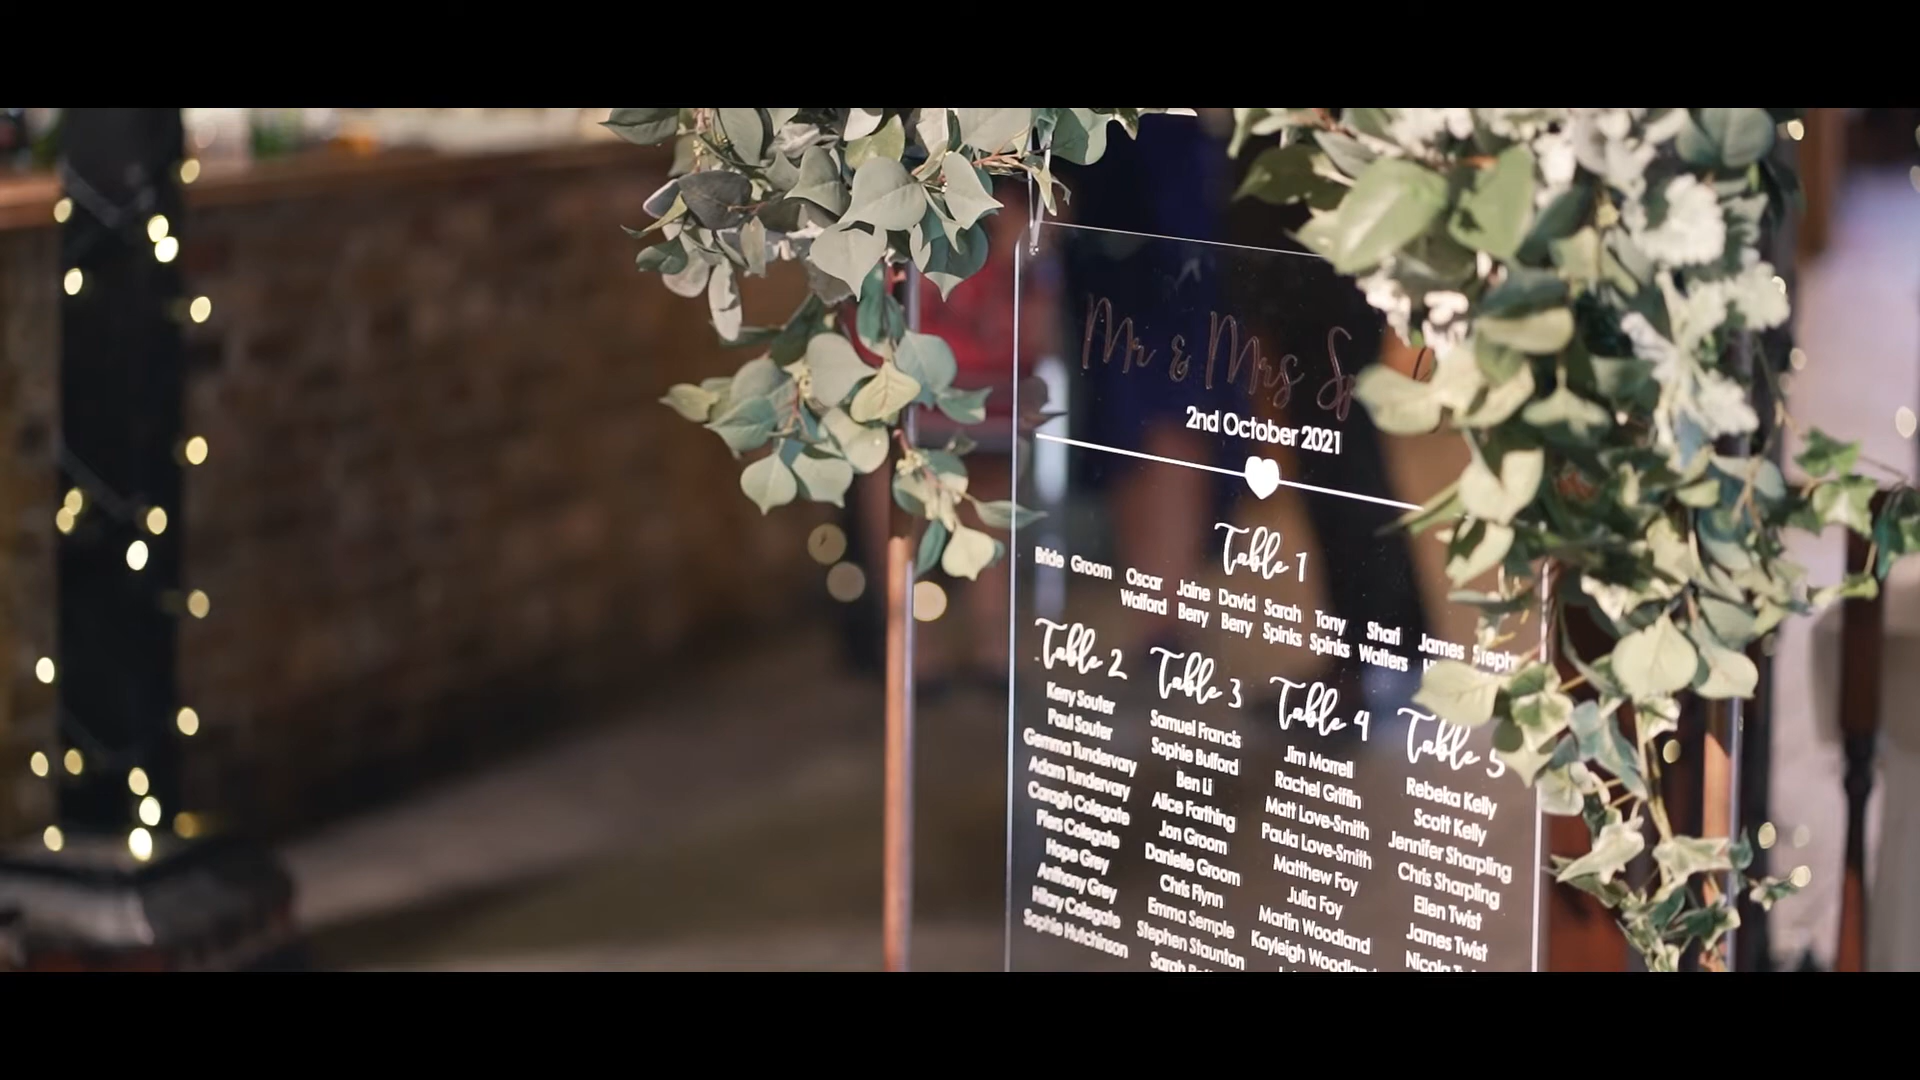 Mr & Mrs
2nd October 2021
Table 1
Bride Groom Oscar Jaine David Sarah Tony Shari James
Walford Berry Berry Spinks Spinks Walters
Table 2
Kerry Souter
Paul Souter
Gemma Tundervary
Adam Tundervary
Caragh Colegate
Piers Colegate
Hope Grey
Anthony Grey
Hilary Colegate
Sophie Hutchinson
Table 3
Samuel Francis
Sophie Bulford
Ben Li
Alice Farthing
Jon Groom
Danielle Groom
Chris Flynn
Emma Semple
Stephen Staunton
Sarah
Table 4
Jim Morrell
Rachel Griffin
Matt Love-Smith
Paula Love-Smith
Matthew Foy
Julia Foy
Martin Woodland
Kayleigh Woodland
Table 5
Rebeka Kelly
Scott Kelly
Jennifer Sharpling
Chris Sharpling
Ellen Twist
James Twist
Nicola